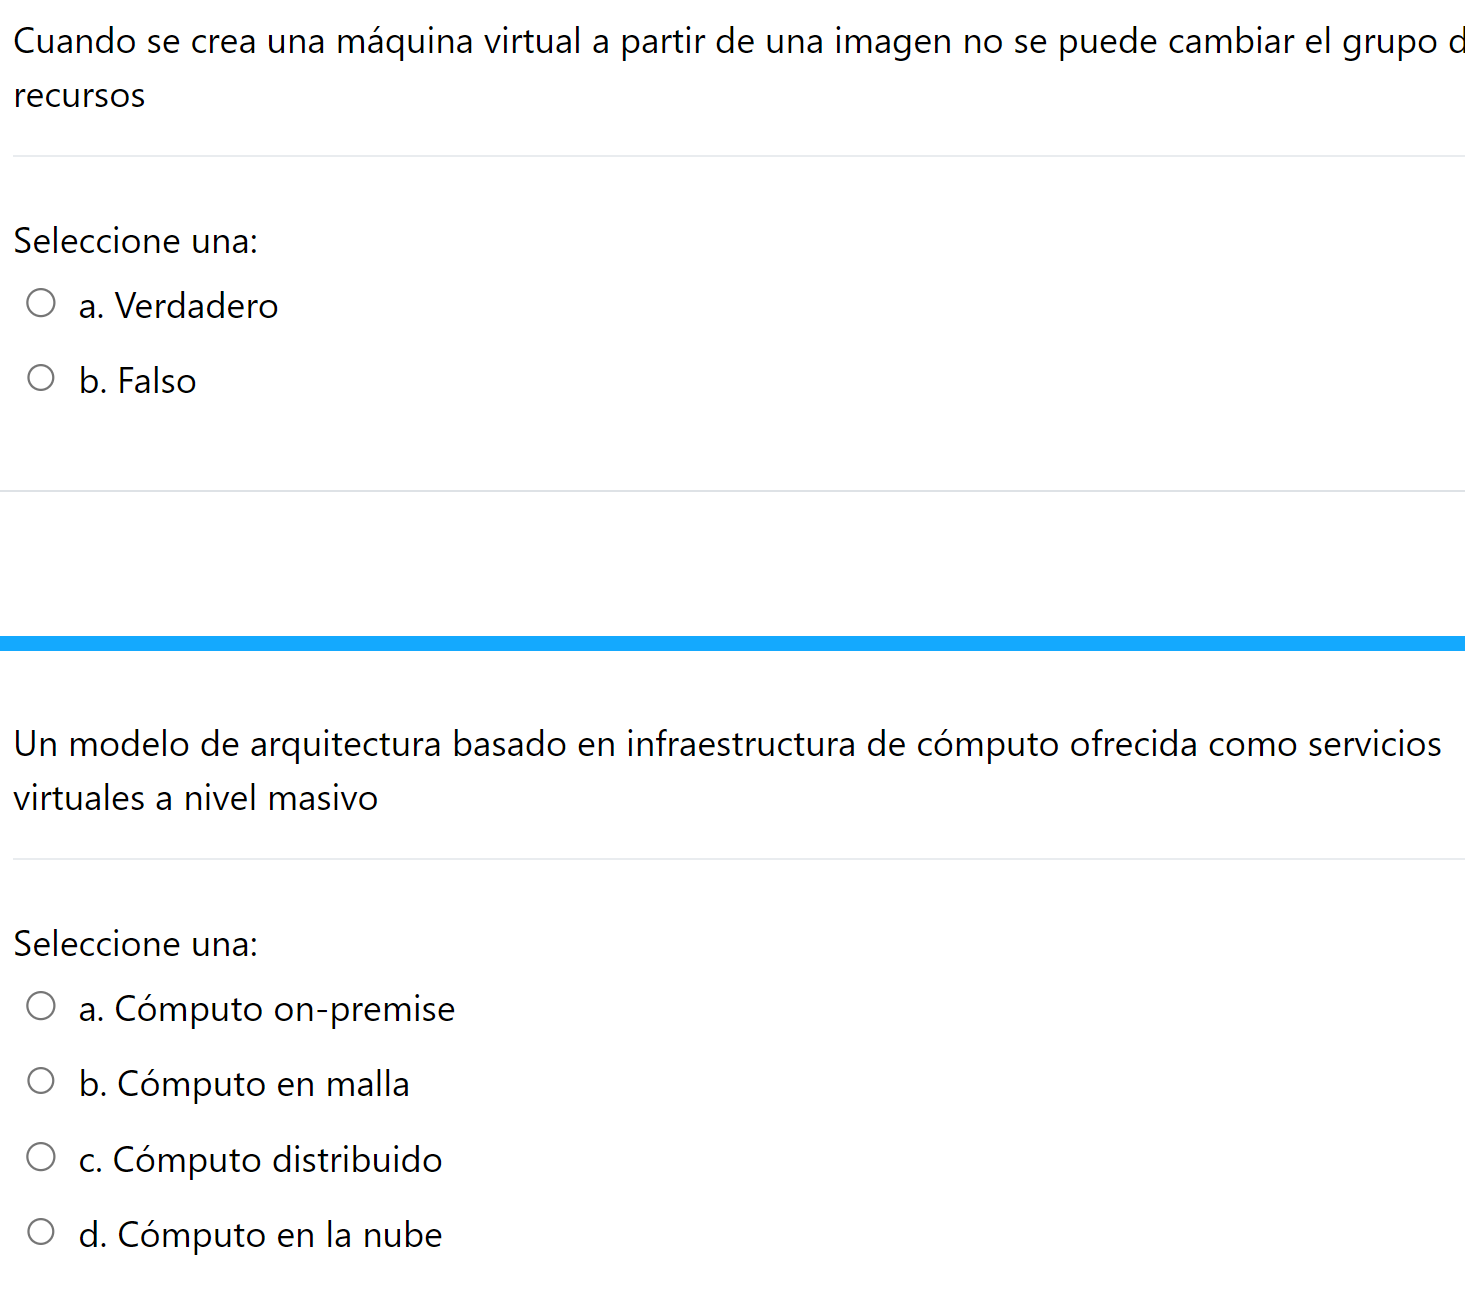 Cuando se crea una máquina virtual a partir de una imagen no se puede cambiar el grupo d
recursos
Seleccione una:
a. Verdadero
b. Falso
Un modelo de arquitectura basado en infraestructura de cómputo ofrecida como servicios
virtuales a nivel masivo
Seleccione una:
a. Cómputo on-premise
b. Cómputo en malla
c. Cómputo distribuido
d. Cómputo en la nube